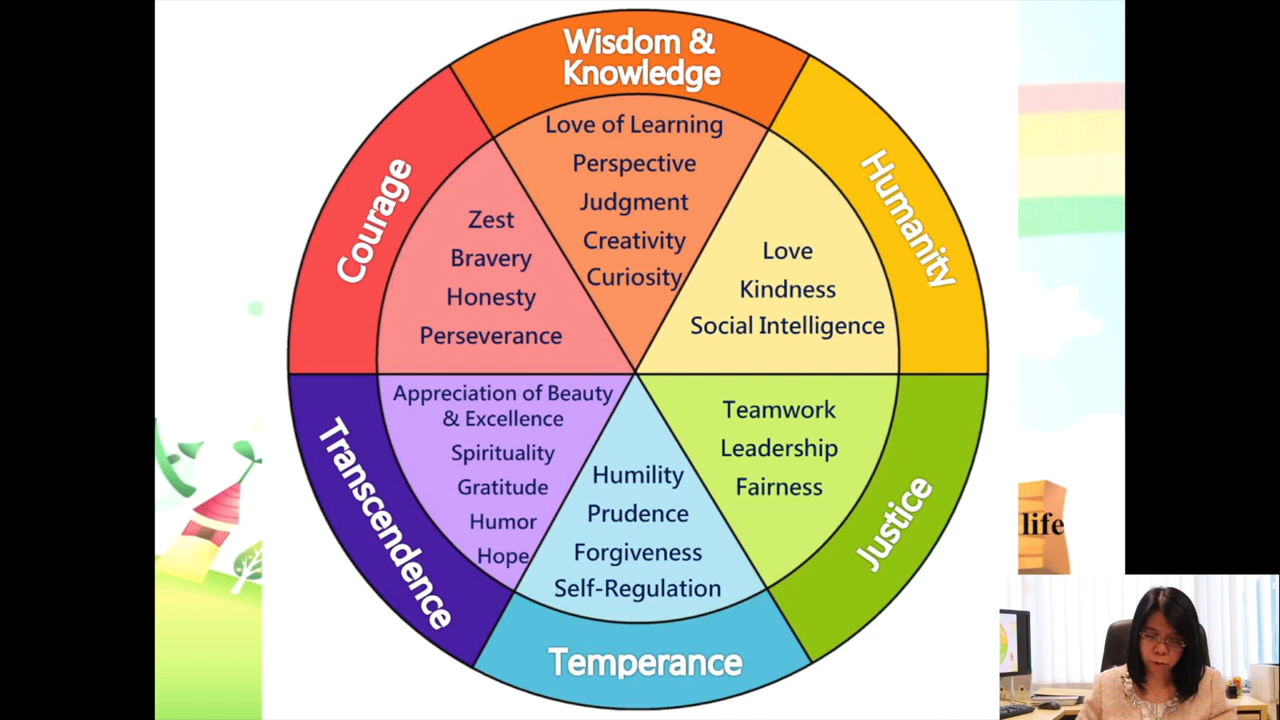 Wisdom &
Knowledge
Love of Learning
Perspective
Judgment
Creativity
Curiosity
Humanity
Love
Kindness
Social Intelligence
Justice
Teamwork
Leadership
Fairness
Temperance
Humility
Prudence
Forgiveness
Self-Regulation
Transcendence
Appreciation of Beauty
& Excellence
Spirituality
Gratitude
Humor
Hope
Courage
Zest
Bravery
Honesty
Perseverance
life